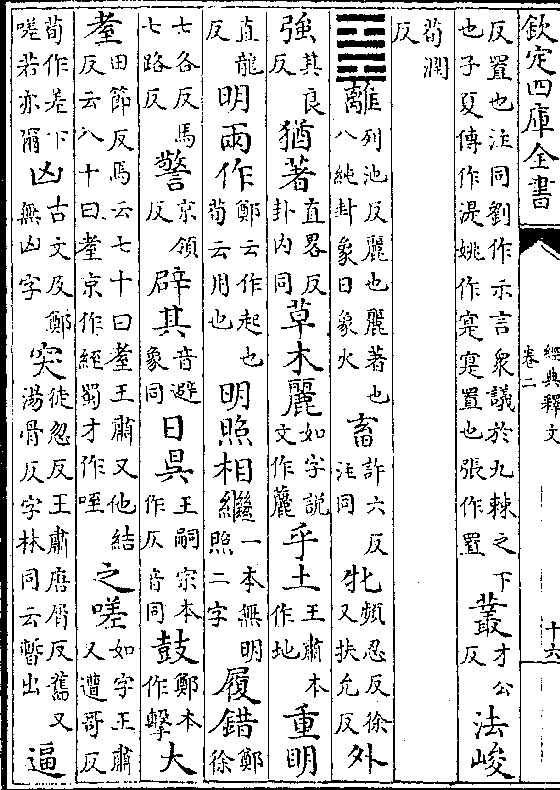 欽定四庫全書
經典釋文
卷二
十六
反置也注同劉作示言衆議於九棘之下也子夏傳作湜姚作寔寔置也張作置叢才公反法峻
荀潤反
䷝離列池反麗也麗著也八純卦象日象火畜許六反注同牝頻忍反徐又扶允反外
強其良反猶著直畧反卦内同草木麗如字説文作䕻乎土王肅本作地重明
直龍反明兩作鄭云作起也荀云用也明照相繼一本無明照二字履錯鄭徐
七各反馬七路反警京領反辟其音避象同日昃王嗣宗本作仄音同鼓鄭本作擊大
耋田節反馬云七十曰耋王肅又他結反云八十曰耋京作絰蜀才作咥之嗟如字王肅又遭哥反
荀作差下嗟若亦爾凶古文及鄭無凶字突徒忽反王肅唐屑反舊又湯骨反字林同云暫出逼